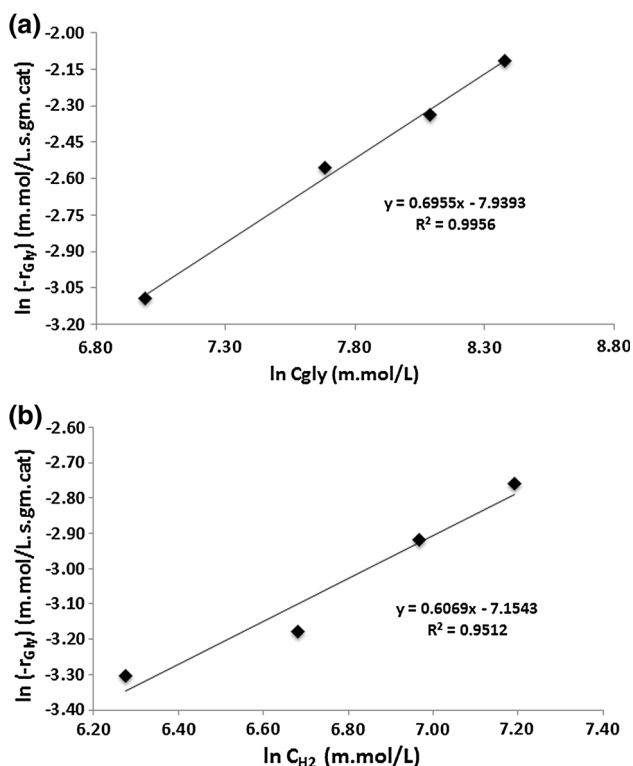 (a)
-2.00
-2.15
-2.30
-2.45
-2.60
-2.75
-2.90
-3.05
-3.20
ln (-rGly) (m.mol/L.s.gm.cat)
y = 0.6955x - 7.9393
R² = 0.9956
6.80 7.30 7.80 8.30 8.80
ln Cgly (m.mol/L)
(b)
-2.60
-2.70
-2.80
-2.90
-3.00
-3.10
-3.20
-3.30
-3.40
ln (-rGly) (m.mol/L.s.gm.cat)
y = 0.6069x - 7.1543
R² = 0.9512
6.20 6.40 6.60 6.80 7.00 7.20 7.40
ln CH2 (m.mol/L)